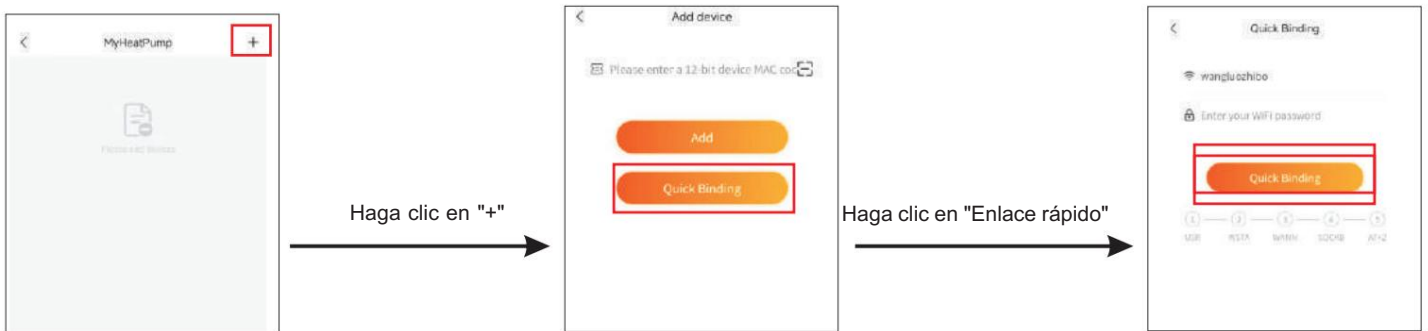 MyHeatPump
+
Haga clic en "+"
Add device
Please enter a 12-bit device MAC cod
Add
Quick Binding
Haga clic en "Enlace rápido"
Quick Binding
wangluozhibo
Enter your WiFi password
Quick Binding
1 2 3 4 5